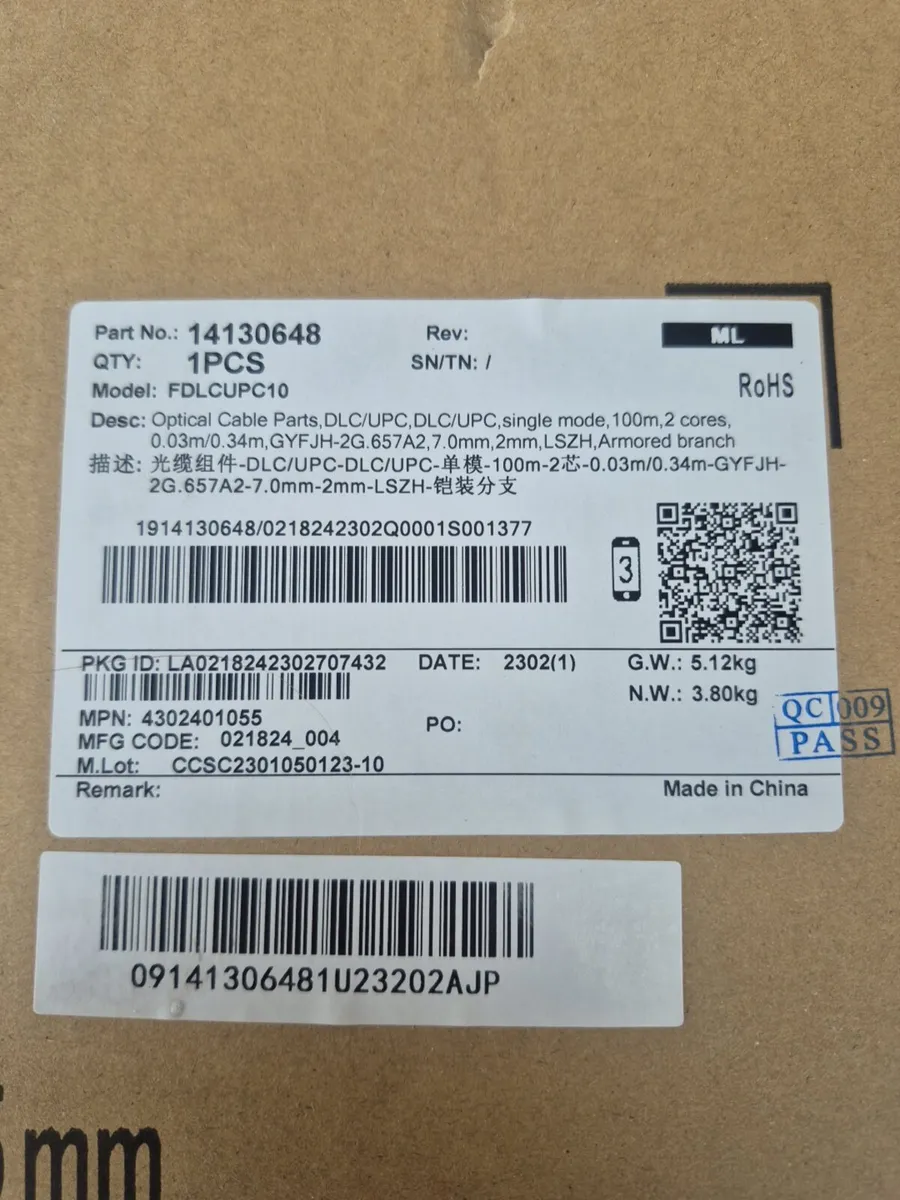 Part No.: 14130648 Rev: ML
QTY: 1PCS SN/TN: /
Model: FDLCUPC10 RoHS
Desc: Optical Cable Parts,DLC/UPC,DLC/UPC,single mode,100m,2 cores,
0.03m/0.34m,GYFJH-2G.657A2,7.0mm,2mm,LSZH,Armored branch
描述: 光缆组件-DLC/UPC-DLC/UPC-单模-100m-2芯-0.03m/0.34m-GYFJH-
2G.657A2-7.0mm-2mm-LSZH-铠装分支
1914130648/0218242302Q0001S001377
3
PKG ID: LA0218242302707432 DATE: 2302(1) G.W.: 5.12kg
N.W.: 3.80kg
MPN: 4302401055 PO:
QC 009
PASS
MFG CODE: 021824_004
M.Lot: CCSC2301050123-10
Remark: Made in China
09141306481U23202AJP
mm